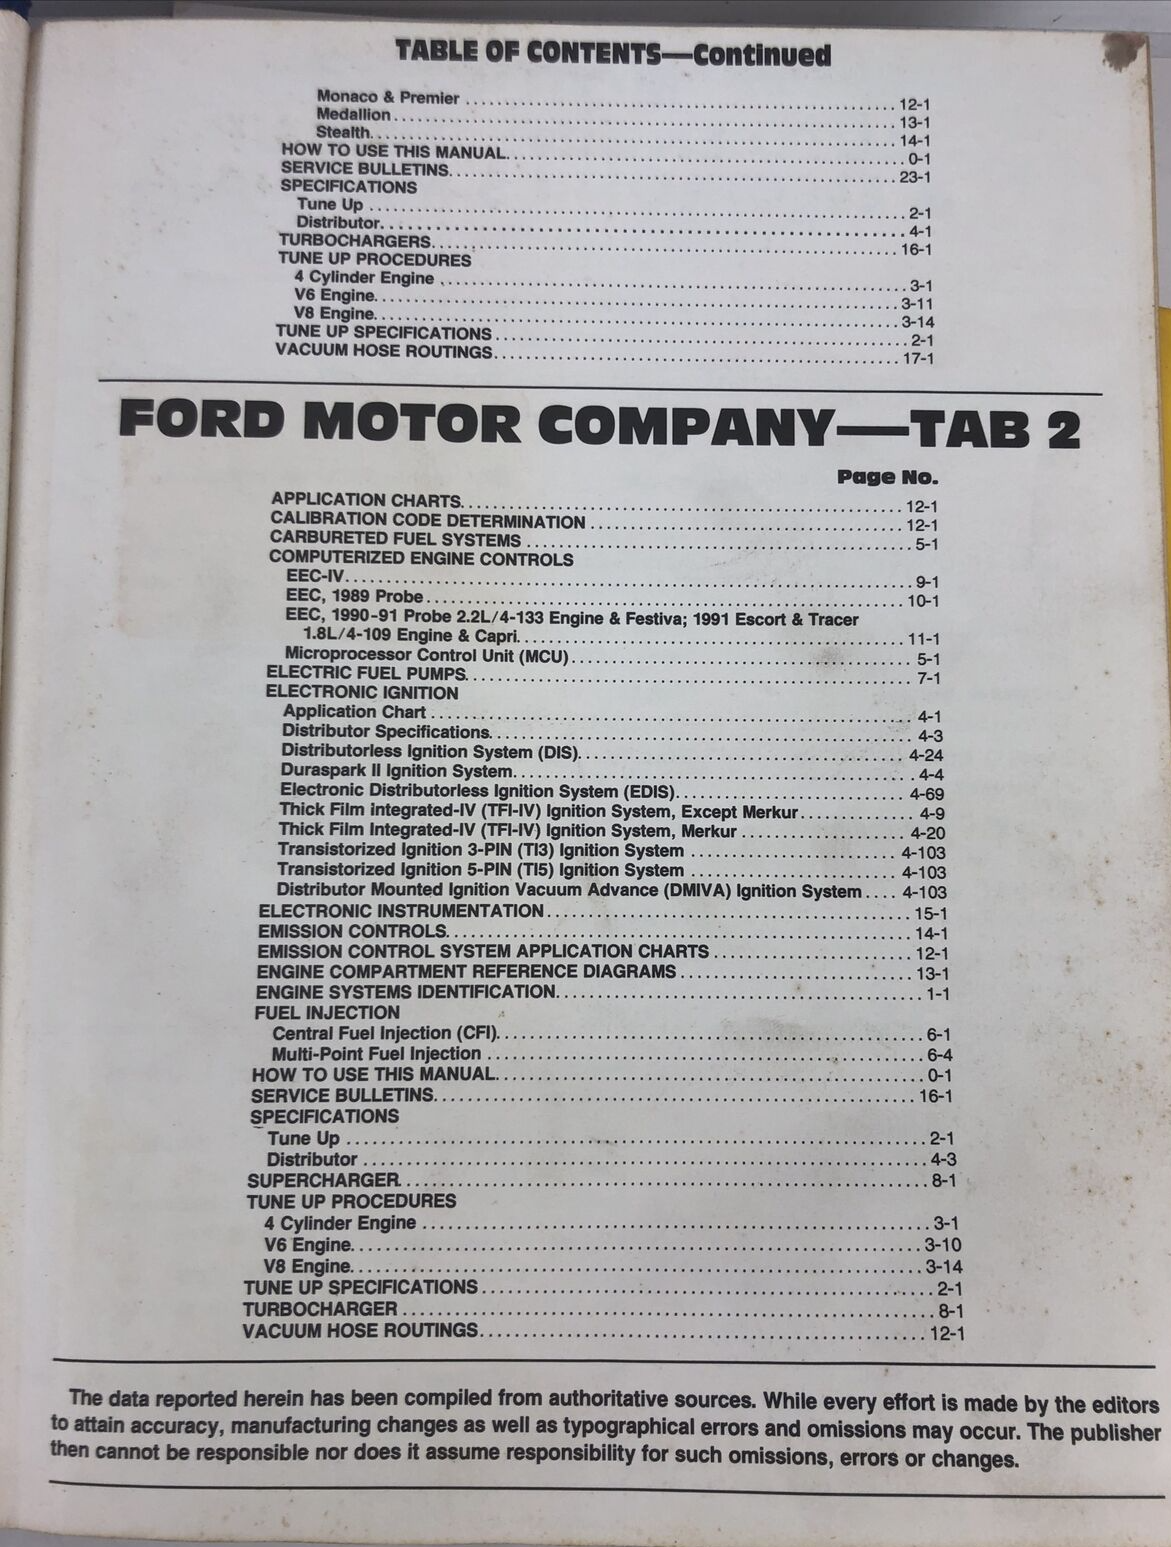 TABLE OF CONTENTS—Continued
Monaco & Premier ........................................................ 12-1
Medallion ........................................................ 13-1
Stealth ........................................................ 14-1
HOW TO USE THIS MANUAL ........................................................ 0-1
SERVICE BULLETINS ........................................................ 23-1
SPECIFICATIONS
Tune Up ........................................................ 2-1
Distributor ........................................................ 4-1
TURBOCHARGERS ........................................................ 16-1
TUNE UP PROCEDURES
4 Cylinder Engine ........................................................ 3-1
V6 Engine ........................................................ 3-11
V8 Engine ........................................................ 3-14
TUNE UP SPECIFICATIONS ........................................................ 2-1
VACUUM HOSE ROUTINGS ........................................................ 17-1
FORD MOTOR COMPANY—TAB 2
Page No.
APPLICATION CHARTS ........................................................ 12-1
CALIBRATION CODE DETERMINATION ........................................ 12-1
CARBURETED FUEL SYSTEMS ........................................ 5-1
COMPUTERIZED ENGINE CONTROLS
EEC-IV ........................................................ 9-1
EEC, 1989 Probe ........................................................ 10-1
EEC, 1990-91 Probe 2.2L/4-133 Engine & Festiva; 1991 Escort & Tracer
1.8L/4-109 Engine & Capri ........................................ 11-1
Microprocessor Control Unit (MCU) ........................................ 5-1
ELECTRIC FUEL PUMPS ........................................................ 7-1
ELECTRONIC IGNITION
Application Chart ........................................................ 4-1
Distributor Specifications ........................................ 4-3
Distributorless Ignition System (DIS) ........................................ 4-24
Duraspark II Ignition System ........................................ 4-4
Electronic Distributorless Ignition System (EDIS) ........................ 4-69
Thick Film integrated-IV (TFI-IV) Ignition System, Except Merkur ............ 4-9
Thick Film Integrated-IV (TFI-IV) Ignition System, Merkur .................. 4-20
Transistorized Ignition 3-PIN (TI3) Ignition System ........................ 4-103
Transistorized Ignition 5-PIN (TI5) Ignition System ........................ 4-103
Distributor Mounted Ignition Vacuum Advance (DMIVA) Ignition System .... 4-103
ELECTRONIC INSTRUMENTATION ........................................ 15-1
EMISSION CONTROLS ........................................................ 14-1
EMISSION CONTROL SYSTEM APPLICATION CHARTS ........................ 12-1
ENGINE COMPARTMENT REFERENCE DIAGRAMS ........................ 13-1
ENGINE SYSTEMS IDENTIFICATION ........................................ 1-1
FUEL INJECTION
Central Fuel Injection (CFI) ........................................ 6-1
Multi-Point Fuel Injection ........................................ 6-4
HOW TO USE THIS MANUAL ........................................ 0-1
SERVICE BULLETINS ........................................................ 16-1
SPECIFICATIONS
Tune Up ........................................................ 2-1
Distributor ........................................................ 4-3
SUPERCHARGER ........................................................ 8-1
TUNE UP PROCEDURES
4 Cylinder Engine ........................................................ 3-1
V6 Engine ........................................................ 3-10
V8 Engine ........................................................ 3-14
TUNE UP SPECIFICATIONS ........................................ 2-1
TURBOCHARGER ........................................................ 8-1
VACUUM HOSE ROUTINGS ........................................ 12-1
The data reported herein has been compiled from authoritative sources. While every effort is made by the editors
to attain accuracy, manufacturing changes as well as typographical errors and omissions may occur. The publisher
then cannot be responsible nor does it assume responsibility for such omissions, errors or changes.